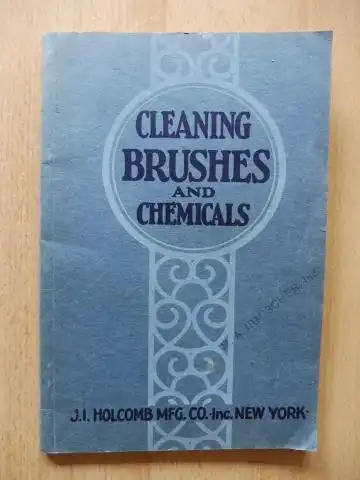 CLEANING
BRUSHES
AND
CHEMICALS
J.I. HOLCOMB MFG. CO.-Inc. NEW YORK-